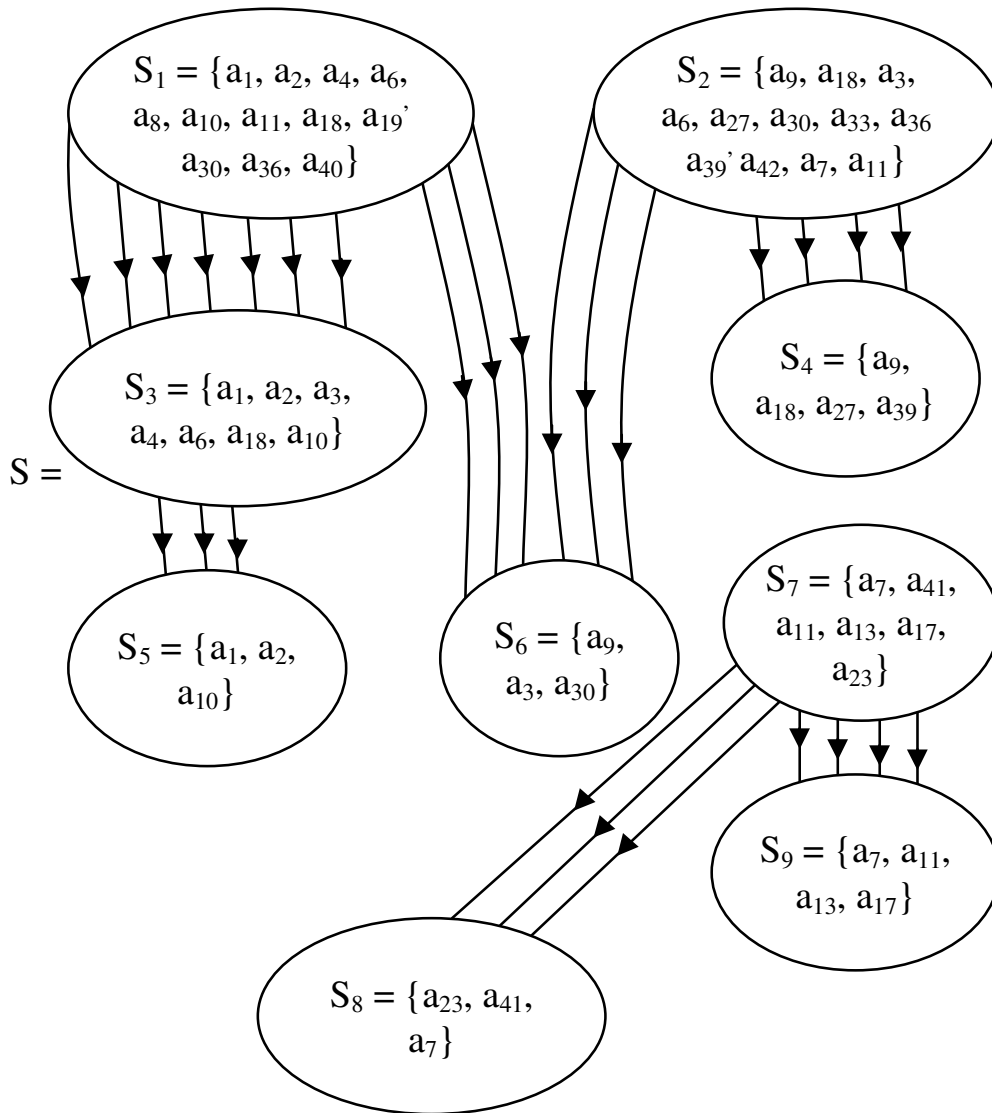 S₁ = {a₁, a₂, a₄, a₆,
a₈, a₁₀, a₁₁, a₁₈, a₁₉’
a₃₀, a₃₆, a₄₀}
S₂ = {a₉, a₁₈, a₃,
a₆, a₂₇, a₃₀, a₃₃, a₃₆
a₃₉’ a₄₂, a₇, a₁₁}
S₃ = {a₁, a₂, a₃,
a₄, a₆, a₁₈, a₁₀}
S₄ = {a₉,
a₁₈, a₂₇, a₃₉}
S =
S₅ = {a₁, a₂,
a₁₀}
S₆ = {a₉,
a₃, a₃₀}
S₇ = {a₇, a₄₁,
a₁₁, a₁₃, a₁₇,
a₂₃}
S₉ = {a₇, a₁₁,
a₁₃, a₁₇}
S₈ = {a₂₃, a₄₁,
a₇}